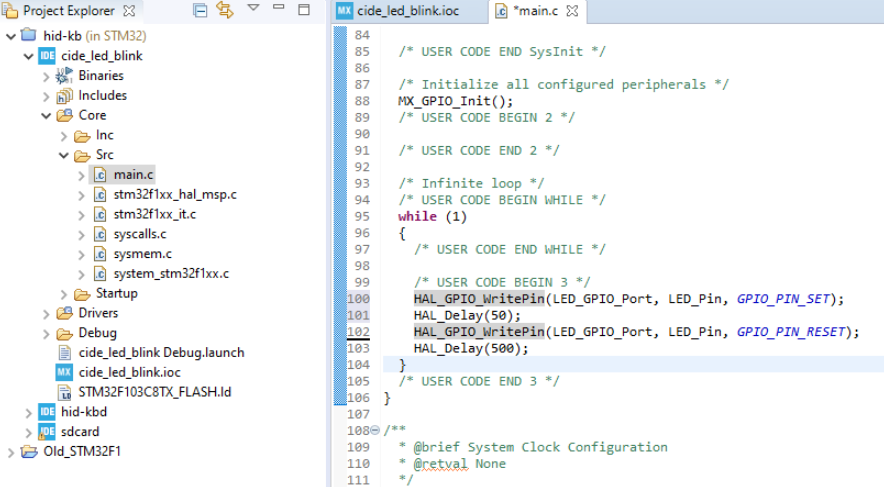 Project Explorer
hid-kb (in STM32)
IDE cide_led_blink
Binaries
Includes
Core
Inc
Src
.c main.c
.c stm32f1xx_hal_msp.c
.c stm32f1xx_it.c
.c syscalls.c
.c sysmem.c
.c system_stm32f1xx.c
Startup
Drivers
Debug
cide_led_blink Debug.launch
MX cide_led_blink.ioc
STM32F103C8TX_FLASH.ld
IDE hid-kbd
IDE sdcard
Old_STM32F1
MX cide_led_blink.ioc
.c *main.c
84
85 /* USER CODE END SysInit */
86
87 /* Initialize all configured peripherals */
88 MX_GPIO_Init();
89 /* USER CODE BEGIN 2 */
90
91 /* USER CODE END 2 */
92
93 /* Infinite loop */
94 /* USER CODE BEGIN WHILE */
95 while (1)
96 {
97 /* USER CODE END WHILE */
98
99 /* USER CODE BEGIN 3 */
100 HAL_GPIO_WritePin(LED_GPIO_Port, LED_Pin, GPIO_PIN_SET);
101 HAL_Delay(50);
102 HAL_GPIO_WritePin(LED_GPIO_Port, LED_Pin, GPIO_PIN_RESET);
103 HAL_Delay(500);
104 }
105 /* USER CODE END 3 */
106 }
107
108 /**
109 * @brief System Clock Configuration
110 * @retval None
111 */